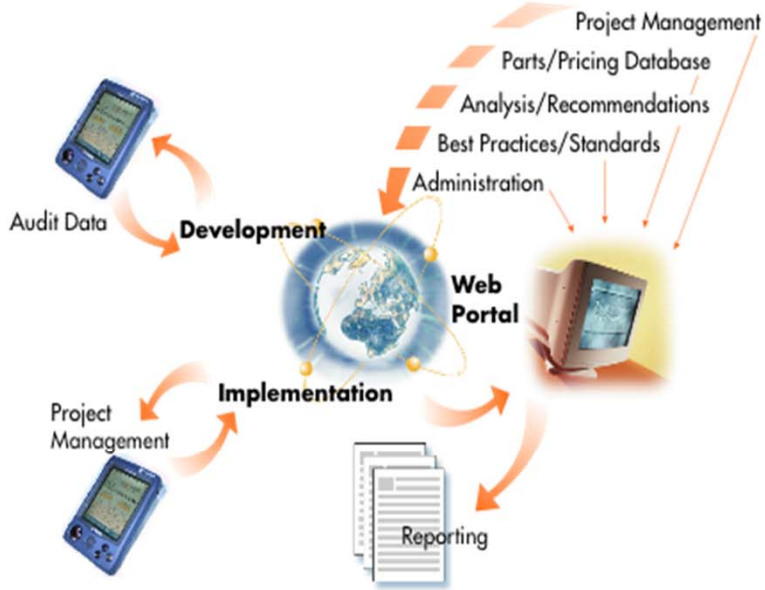 Project Management
Parts/Pricing Database
Analysis/Recommendations
Best Practices/Standards
Administration
Audit Data
Development
Web
Portal
Implementation
Project
Management
Reporting